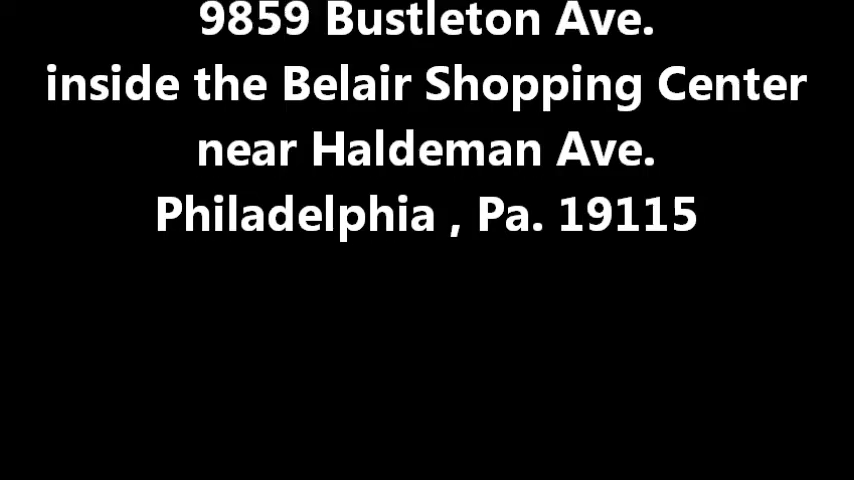 9859 Bustleton Ave.
inside the Belair Shopping Center
near Haldeman Ave.
Philadelphia , Pa. 19115